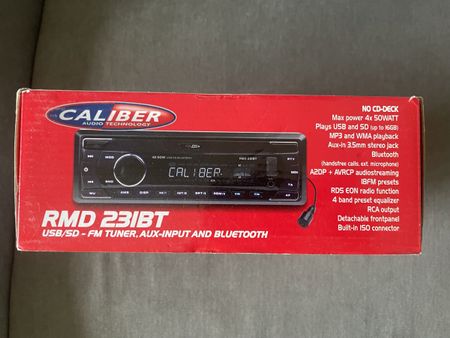 CALIBER
AUDIO TECHNOLOGY
NO CD-DECK
Max power 4x 50WATT
Plays USB and SD (up to 16GB)
MP3 and WMA playback
Aux-in 3.5mm stereo jack
Bluetooth
(handsfree calls, ext. microphone)
A2DP + AVRCP audiostreaming
18FM presets
RDS EON radio function
4 band preset equalizer
RCA output
Detachable frontpanel
Built-in ISO connector
RMD 231BT
CALIBER
RMD 231BT
USB/SD - FM TUNER, AUX-INPUT AND BLUETOOTH